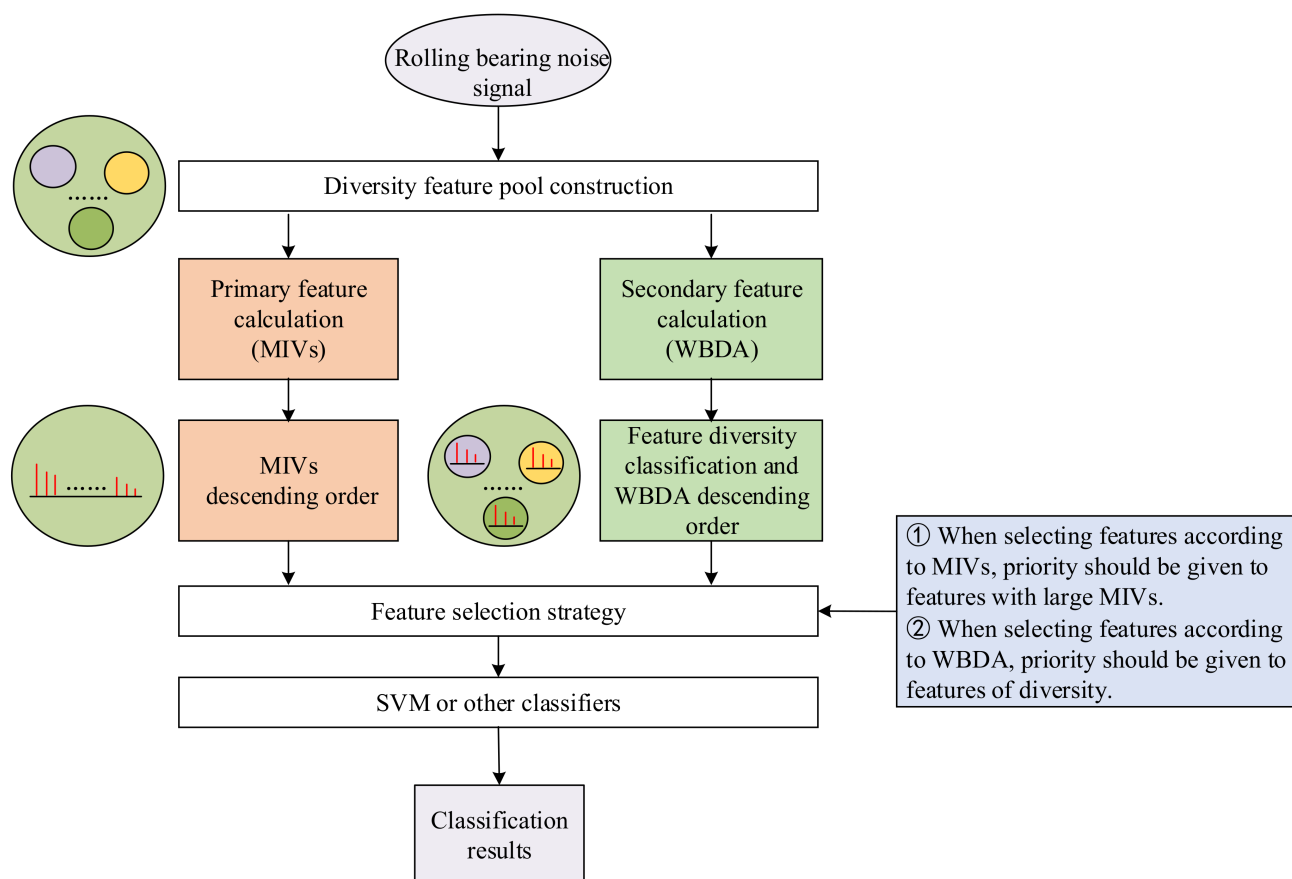 Rolling bearing noise
signal
Diversity feature pool construction
Primary feature
calculation
(MIVs)
Secondary feature
calculation
(WBDA)
......
MIVs
descending order
......
Feature diversity
classification and
WBDA descending
order
......
① When selecting features according
to MIVs, priority should be given to
features with large MIVs.
② When selecting features according
to WBDA, priority should be given to
features of diversity.
Feature selection strategy
SVM or other classifiers
Classification
results